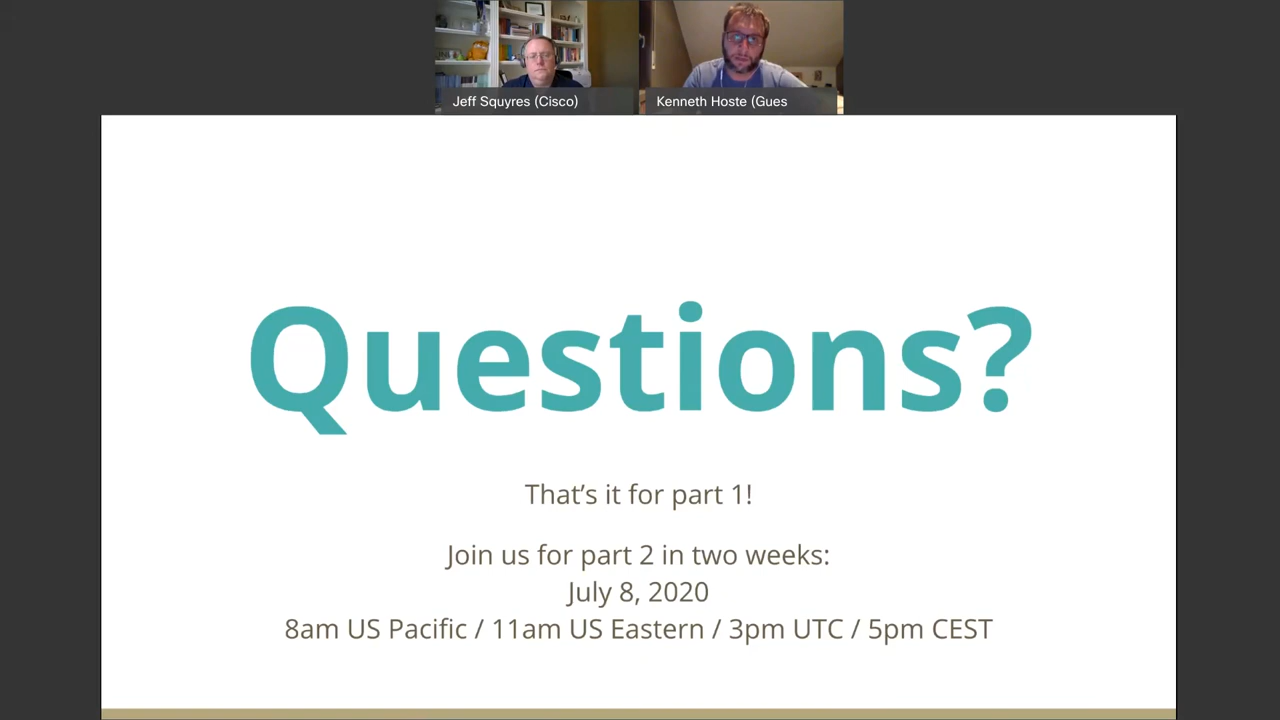 Jeff Squyres (Cisco)
Kenneth Hoste (Gues
Questions?
That's it for part 1!
Join us for part 2 in two weeks:
July 8, 2020
8am US Pacific / 11am US Eastern / 3pm UTC / 5pm CEST